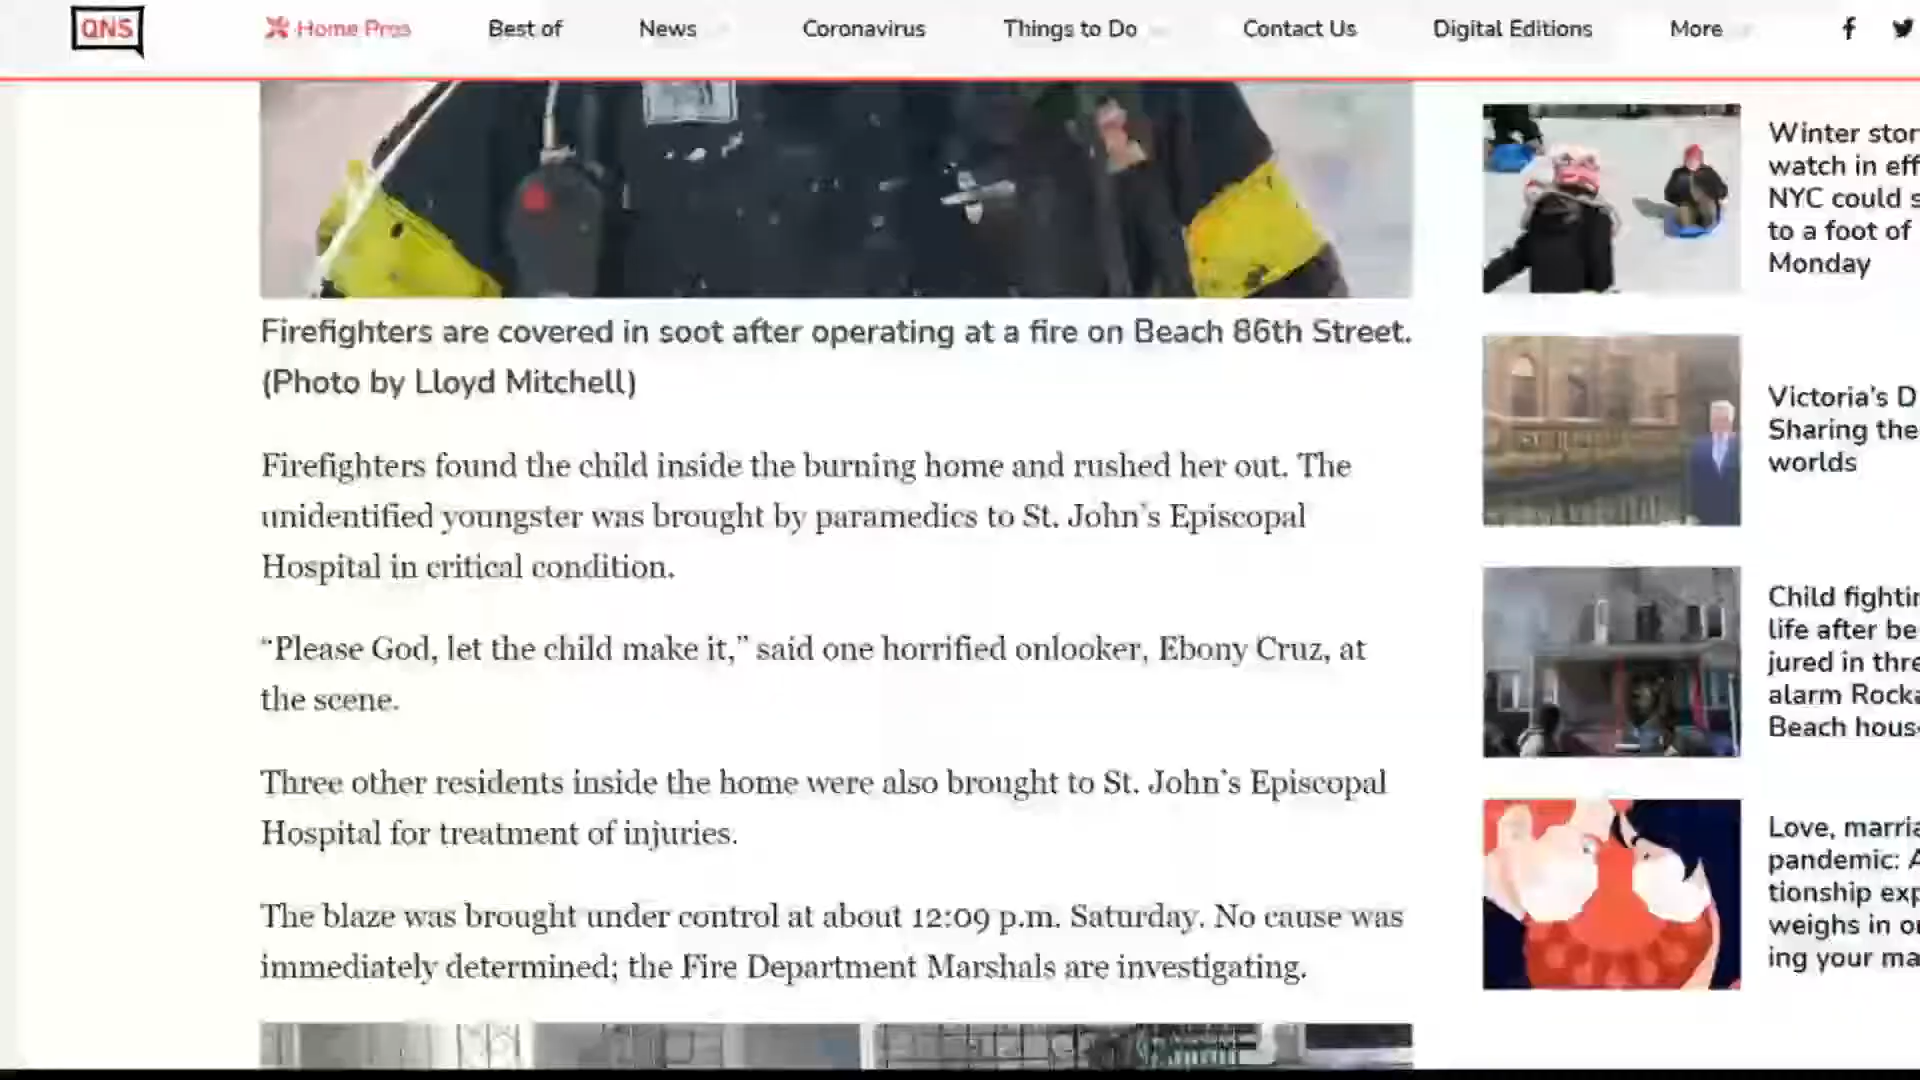 QNS
Home Pros
Best of
News
Coronavirus
Things to Do
Contact Us
Digital Editions
More
Firefighters are covered in soot after operating at a fire on Beach 86th Street.
(Photo by Lloyd Mitchell)
Firefighters found the child inside the burning home and rushed her out. The
unidentified youngster was brought by paramedics to St. John's Episcopal
Hospital in critical condition.
“Please God, let the child make it,” said one horrified onlooker, Ebony Cruz, at
the scene.
Three other residents inside the home were also brought to St. John's Episcopal
Hospital for treatment of injuries.
The blaze was brought under control at about 12:09 p.m. Saturday. No cause was
immediately determined; the Fire Department Marshals are investigating.
Winter stor
watch in eff
NYC could s
to a foot of
Monday
Victoria's D
Sharing the
worlds
Child fightin
life after be
jured in thre
alarm Rocka
Beach hous
Love, marria
pandemic: A
tionship exp
weighs in o
ing your ma